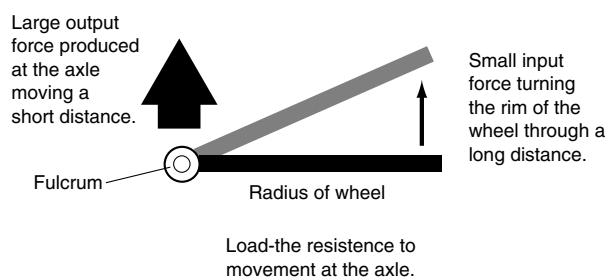 Large output
force produced
at the axle
moving a
short distance.
Small input
force turning
the rim of the
wheel through a
long distance.
Fulcrum
Radius of wheel
Load-the resistence to
movement at the axle.